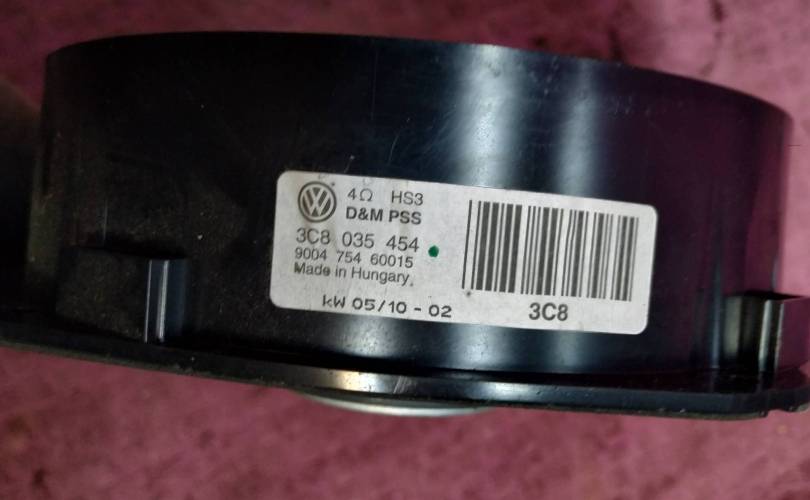 4Ω HS3
D&M PSS
3C8 035 454
9004 754 60015
Made in Hungary.
kW 05/10 - 02
3C8